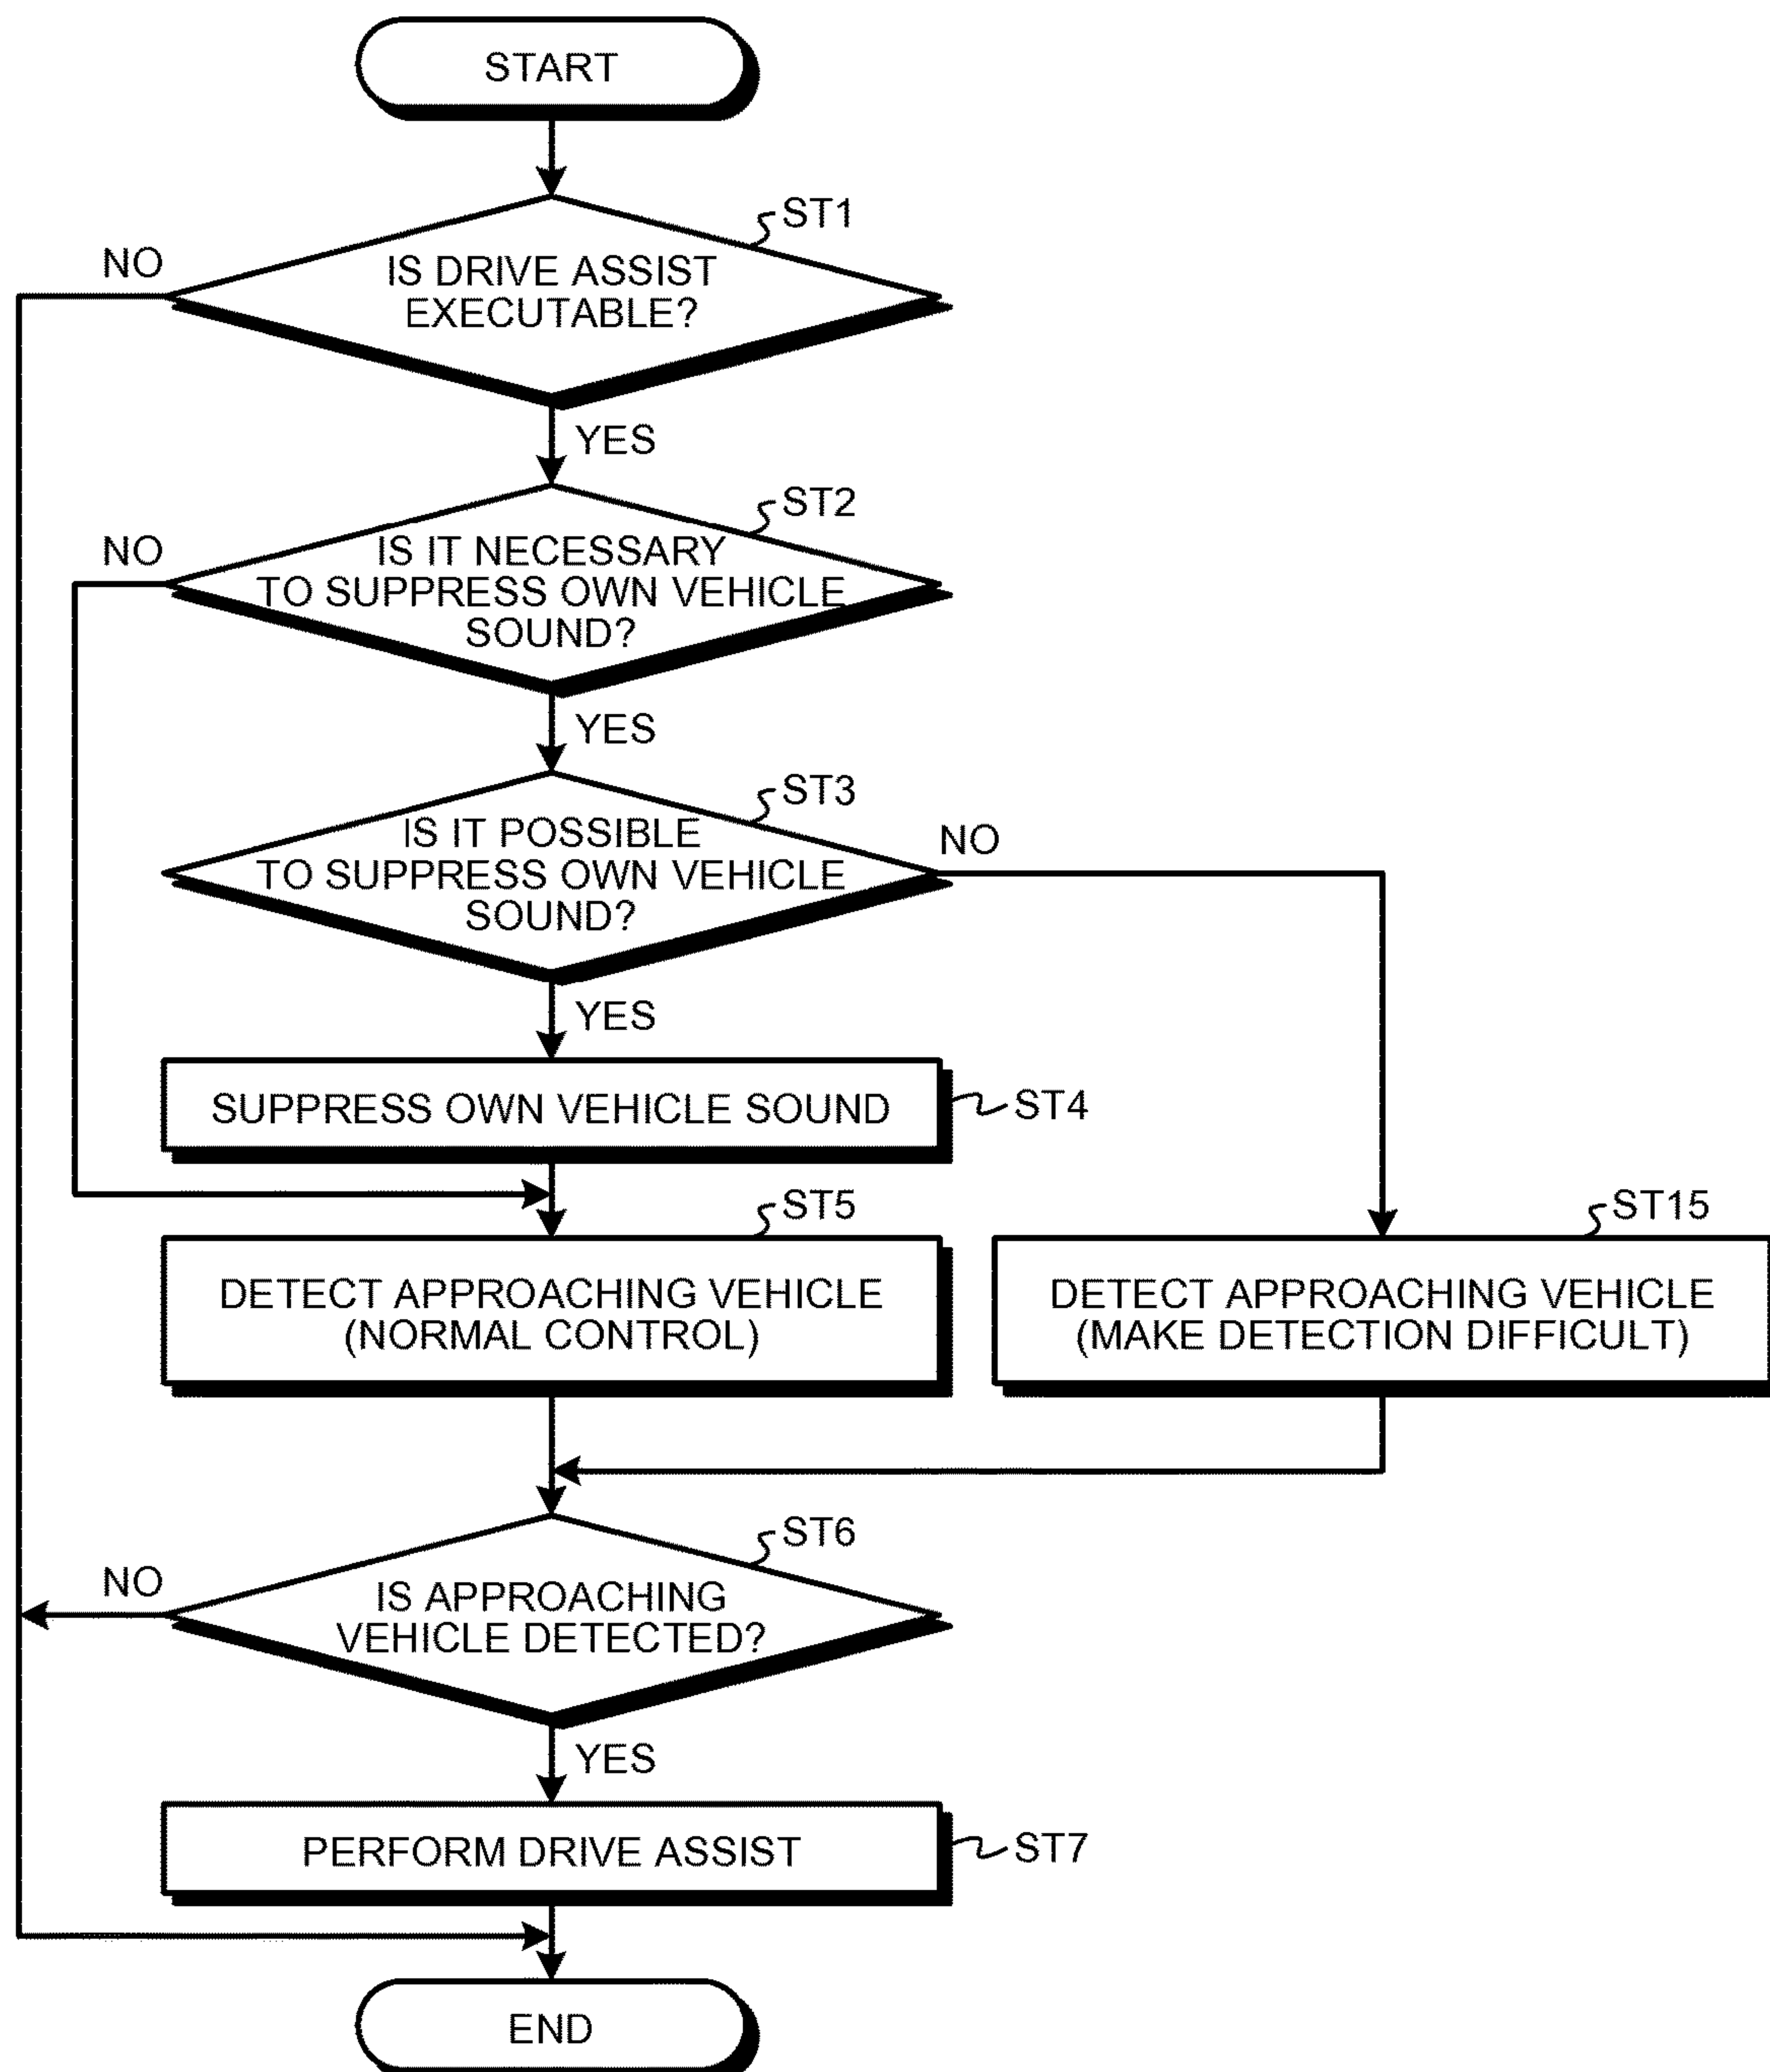 START
ST1
NO
IS DRIVE ASSIST
EXECUTABLE?
YES
ST2
NO
IS IT NECESSARY
TO SUPPRESS OWN VEHICLE
SOUND?
YES
ST3
IS IT POSSIBLE
TO SUPPRESS OWN VEHICLE
SOUND?
NO
YES
SUPPRESS OWN VEHICLE SOUND
ST4
ST5
DETECT APPROACHING VEHICLE
(NORMAL CONTROL)
ST15
DETECT APPROACHING VEHICLE
(MAKE DETECTION DIFFICULT)
ST6
NO
IS APPROACHING
VEHICLE DETECTED?
YES
PERFORM DRIVE ASSIST
ST7
END